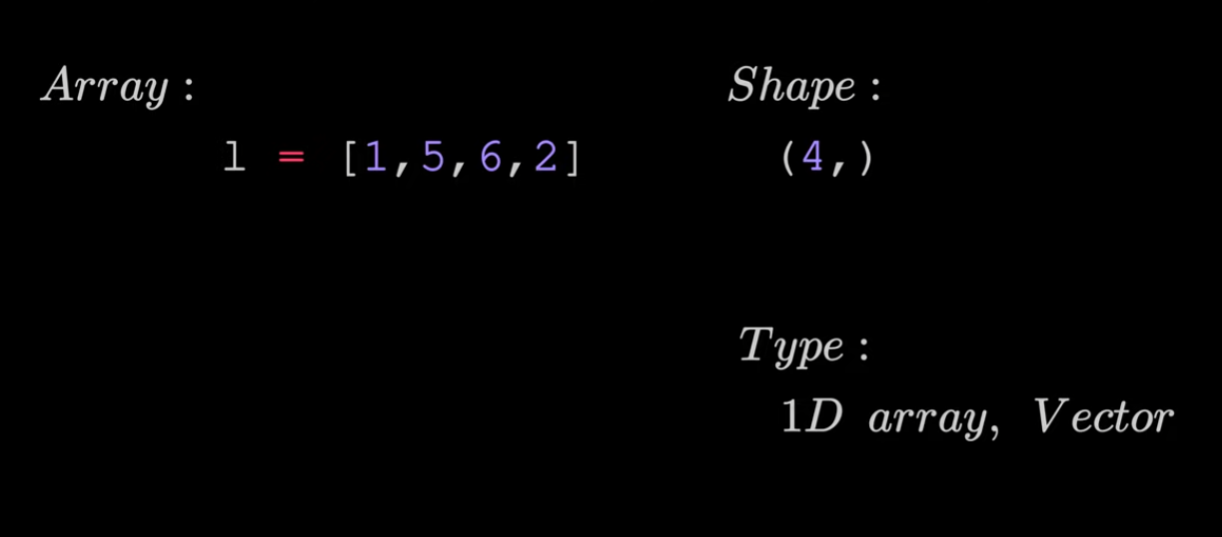 Array :
l = [1,5,6,2]
Shape :
(4,)
Type :
1D array, Vector